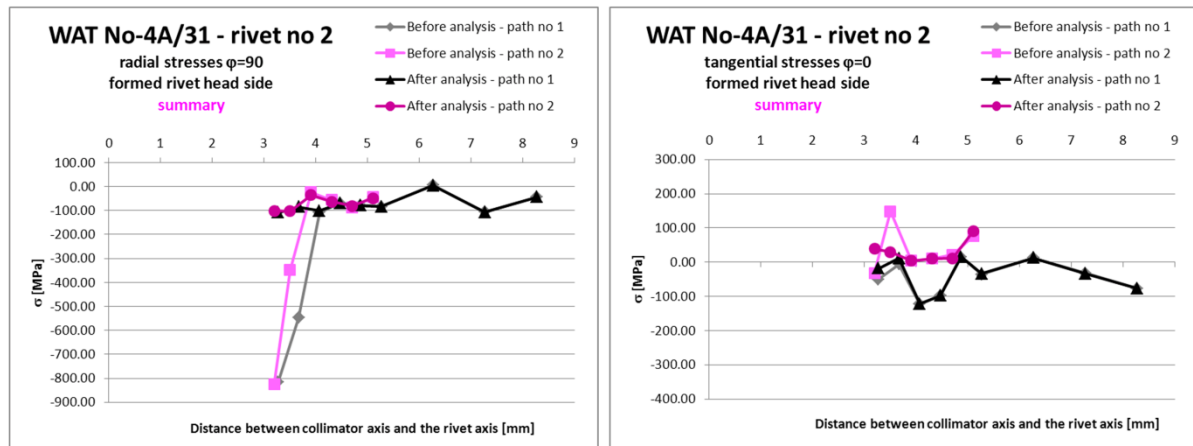 WAT No-4A/31 - rivet no 2
radial stresses φ=90
formed rivet head side
summary
Before analysis - path no 1
Before analysis - path no 2
After analysis - path no 1
After analysis - path no 2
0 1 2 3 4 5 6 7 8 9
100.00
0.00
-100.00
-200.00
-300.00
-400.00
-500.00
-600.00
-700.00
-800.00
-900.00
σ [MPa]
Distance between collimator axis and the rivet axis [mm]
WAT No-4A/31 - rivet no 2
tangential stresses φ=0
formed rivet head side
summary
Before analysis - path no 1
Before analysis - path no 2
After analysis - path no 1
After analysis - path no 2
0 1 2 3 4 5 6 7 8 9
300.00
200.00
100.00
0.00
-100.00
-200.00
-300.00
-400.00
σ [MPa]
Distance between collimator axis and the rivet axis [mm]